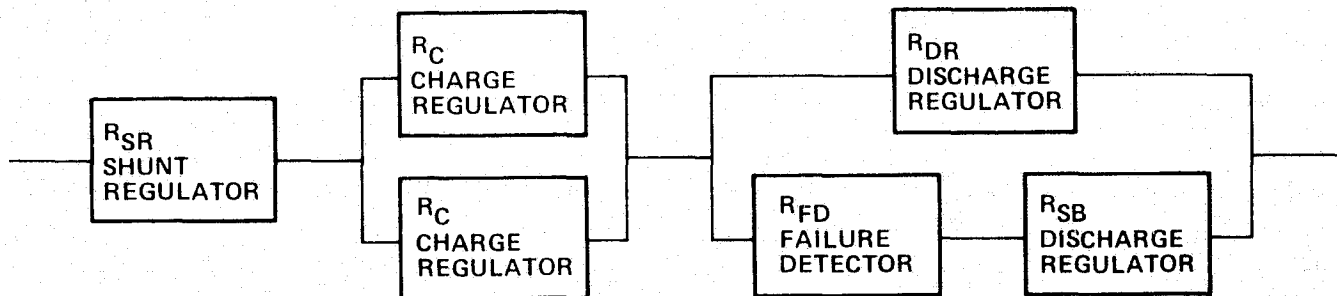 R_SR
SHUNT
REGULATOR
R_C
CHARGE
REGULATOR
R_C
CHARGE
REGULATOR
R_DR
DISCHARGE
REGULATOR
R_FD
FAILURE
DETECTOR
R_SB
DISCHARGE
REGULATOR